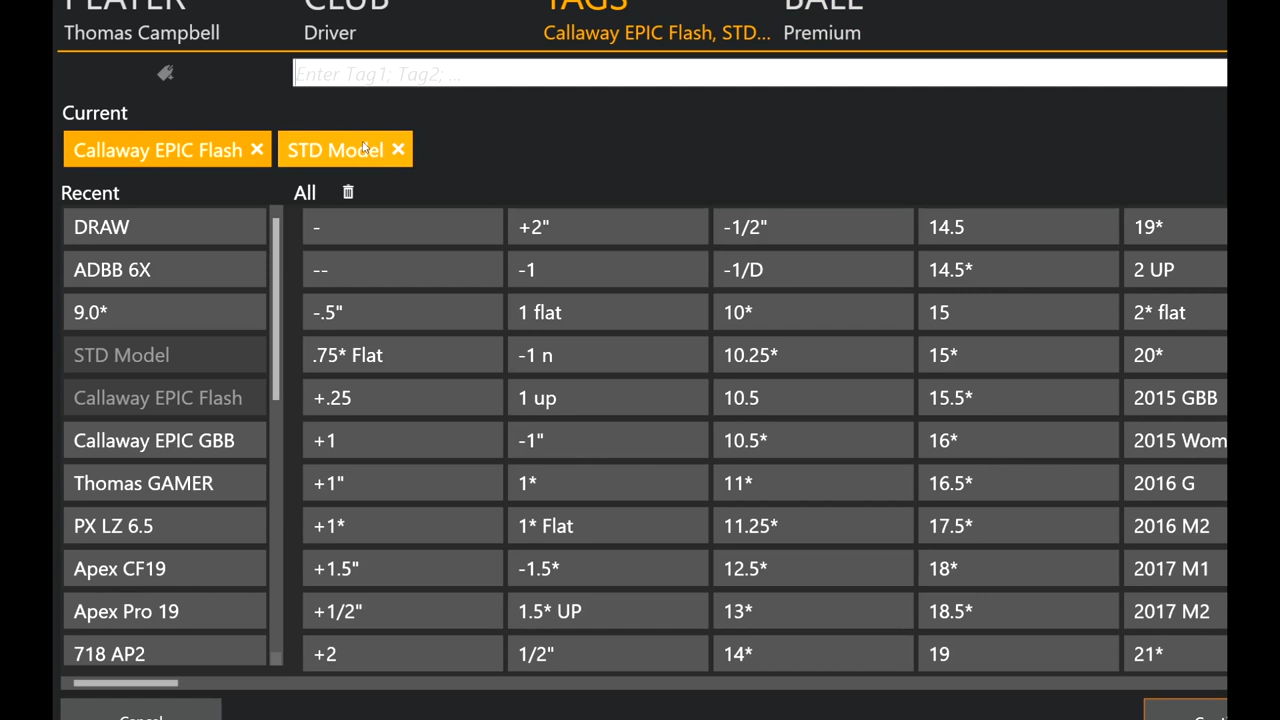 PLAYER CLUB TAGS BALL
Thomas Campbell Driver Callaway EPIC Flash, STD... Premium
Enter Tag1; Tag2; ...
Current
Callaway EPIC Flash × STD Model ×
Recent All
DRAW - +2" -1/2" 14.5 19*
ADBB 6X -- -1 -1/D 14.5* 2 UP
9.0* -.5" 1 flat 10* 15 2* flat
STD Model .75* Flat -1 n 10.25* 15* 20*
Callaway EPIC Flash +.25 1 up 10.5 15.5* 2015 GBB
Callaway EPIC GBB +1 -1" 10.5* 16* 2015 Wom
Thomas GAMER +1" 1* 11* 16.5* 2016 G
PX LZ 6.5 +1* 1* Flat 11.25* 17.5* 2016 M2
Apex CF19 +1.5" -1.5* 12.5* 18* 2017 M1
Apex Pro 19 +1/2" 1.5* UP 13* 18.5* 2017 M2
718 AP2 +2 1/2" 14* 19 21*
Cancel